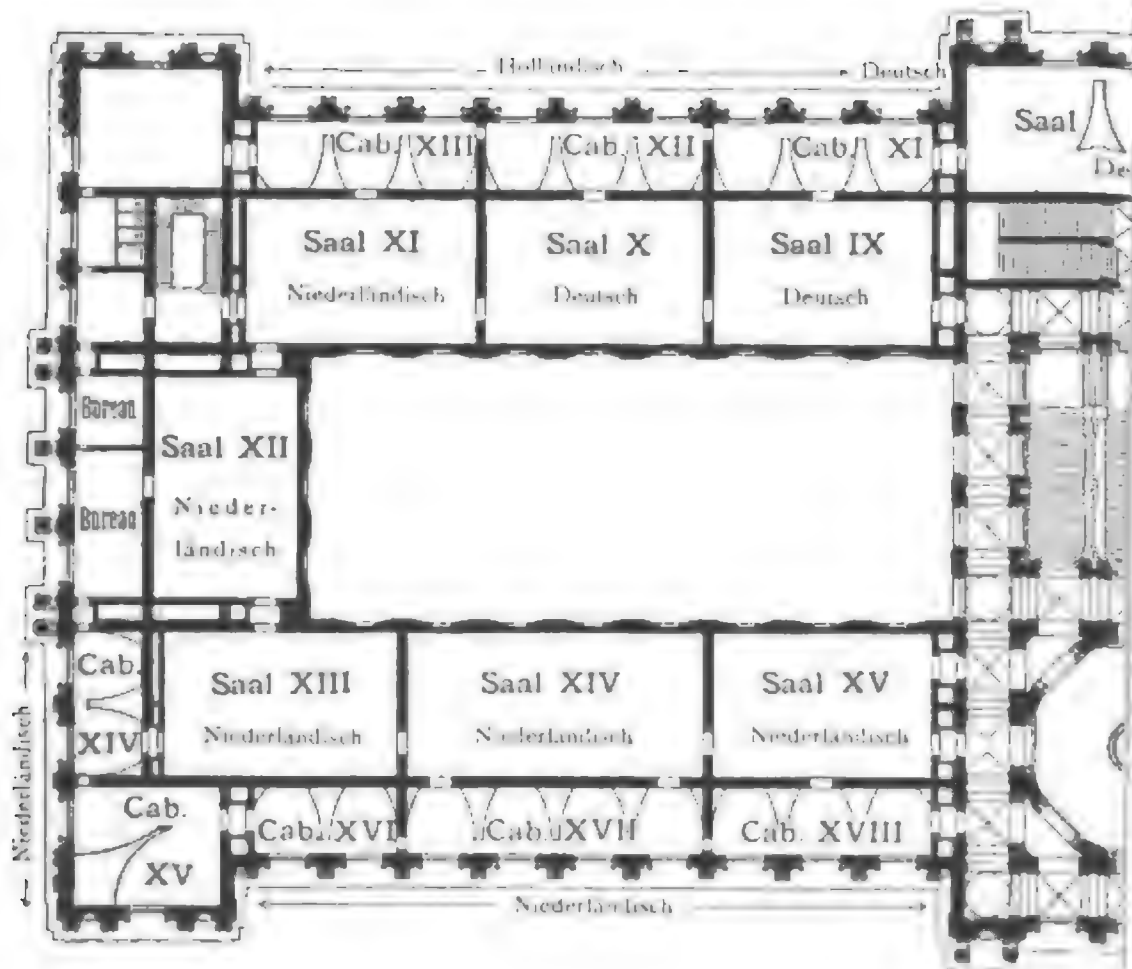 Holländisch
Deutsch
Cab. XIII
Cab. XII
Cab. XI
Saal
De
Saal XI
Niederländisch
Saal X
Deutsch
Saal IX
Deutsch
Bureau
Saal XII
Nieder-
ländisch
Bureau
Cab.
XIV
Saal XIII
Niederländisch
Saal XIV
Niederländisch
Saal XV
Niederländisch
Niederländisch
Cab.
XV
Cab. XVI
Cab. XVII
Cab. XVIII
Niederländisch